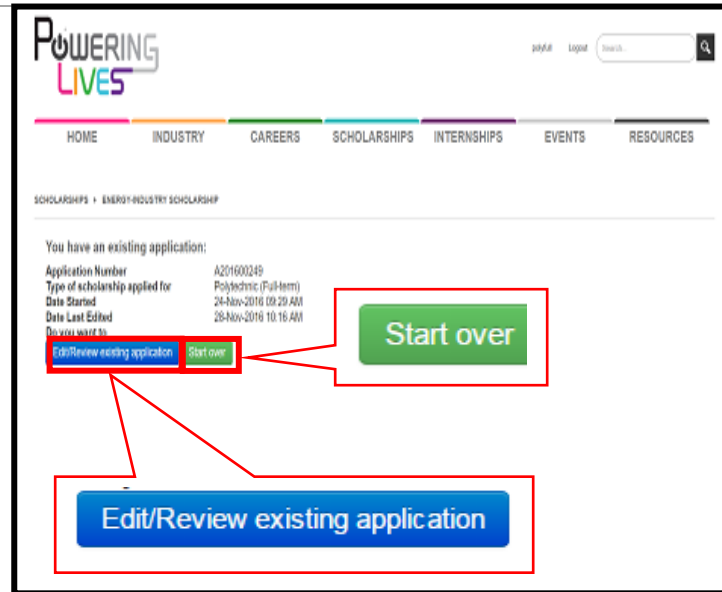 POWERING
LIVES
polyfull Logout Search...
HOME INDUSTRY CAREERS SCHOLARSHIPS INTERNSHIPS EVENTS RESOURCES
SCHOLARSHIPS ENERGY-INDUSTRY SCHOLARSHIP
You have an existing application:
Application Number A201600249
Type of scholarship applied for Polytechnic (Full-term)
Date Started 24-Nov-2016 09:29 AM
Date Last Edited 28-Nov-2016 10:16 AM
Do you want to
Edit/Review existing application Start over
Start over
Edit/Review existing application